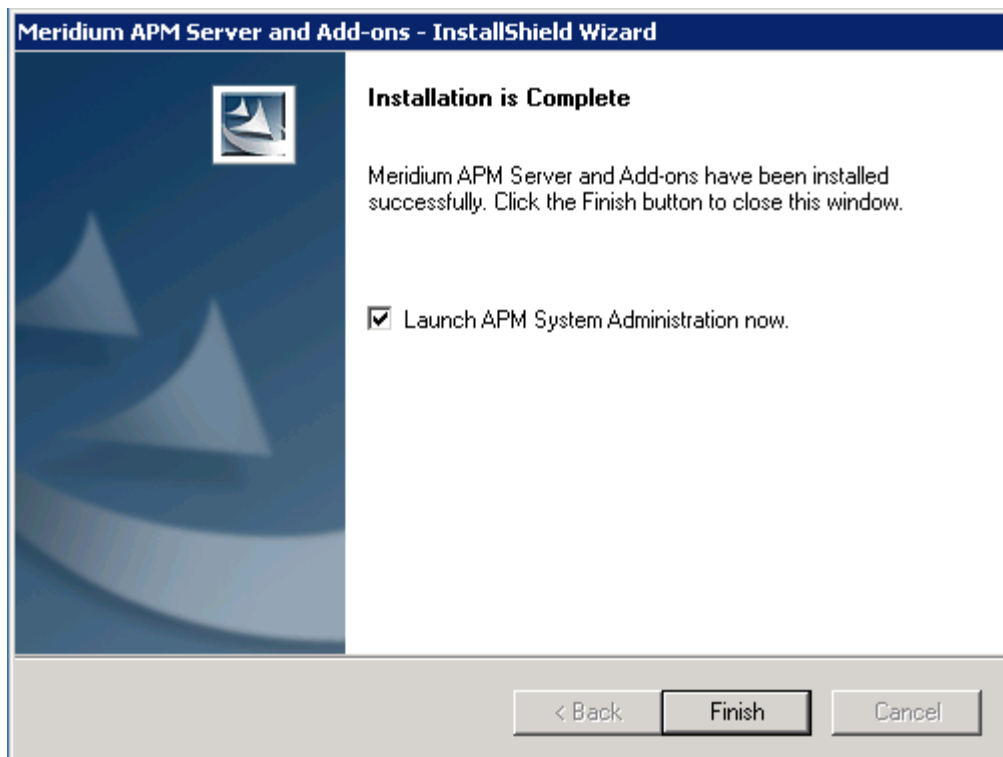 Meridium APM Server and Add-ons - InstallShield Wizard
Installation is Complete
Meridium APM Server and Add-ons have been installed
successfully. Click the Finish button to close this window.
Launch APM System Administration now.
< Back Finish Cancel